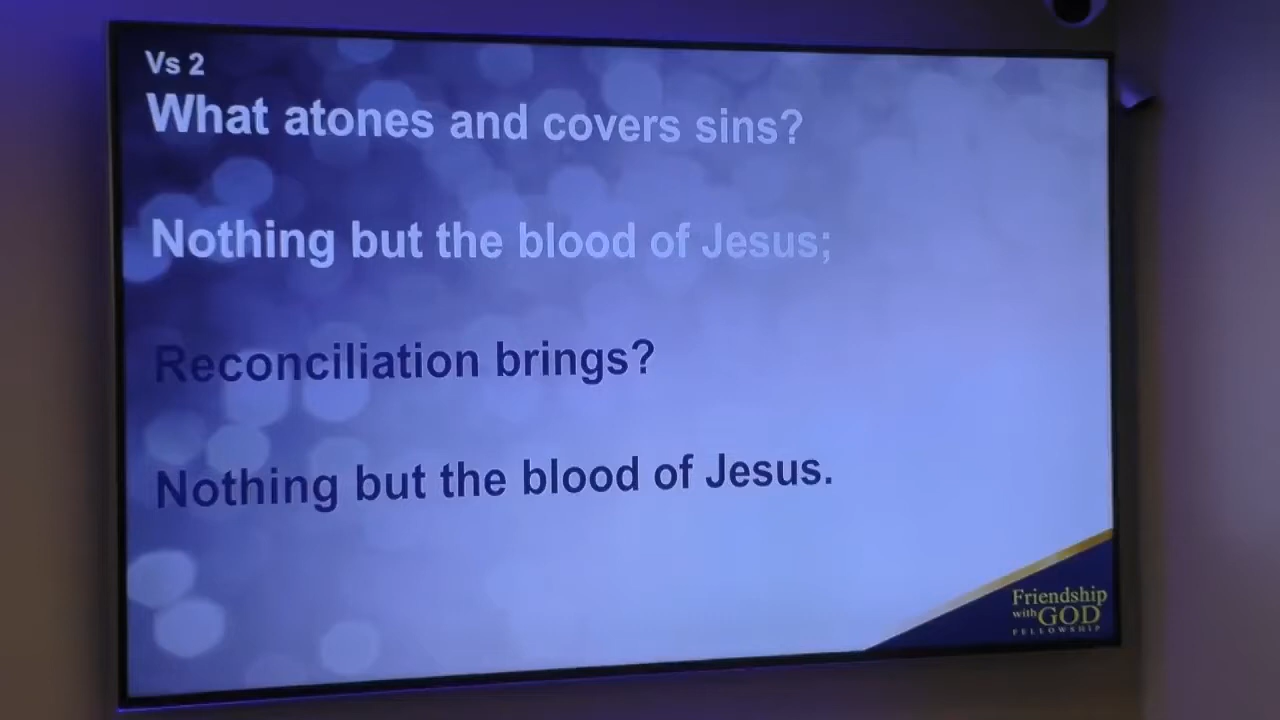 Vs 2
What atones and covers sins?
Nothing but the blood of Jesus;
Reconciliation brings?
Nothing but the blood of Jesus.
Friendship
with GOD
FELLOWSHIP